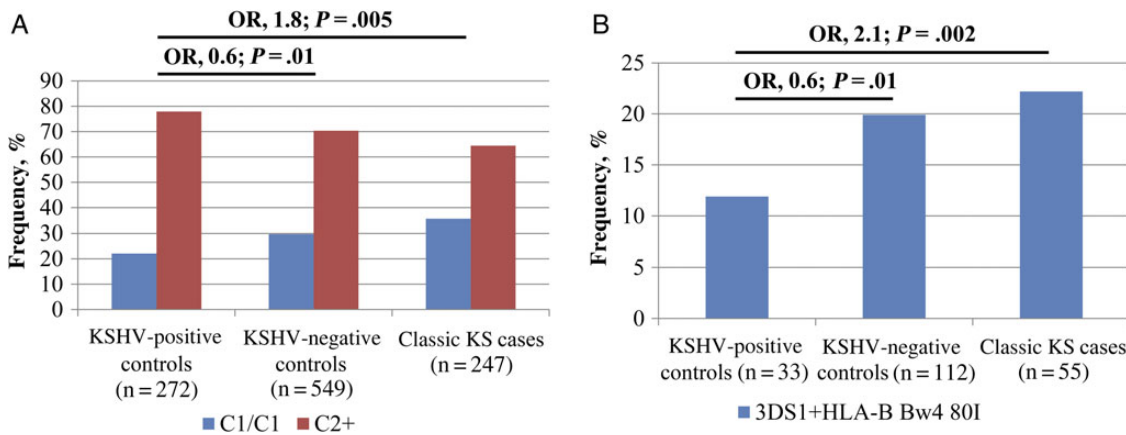 A
OR, 1.8; P = .005
OR, 0.6; P = .01
Frequency, %
90
80
70
60
50
40
30
20
10
0
KSHV-positive
controls
(n = 272)
KSHV-negative
controls
(n = 549)
Classic KS cases
(n = 247)
C1/C1
C2+
B
OR, 2.1; P = .002
OR, 0.6; P = .01
Frequency, %
25
20
15
10
5
0
KSHV-positive
controls (n = 33)
KSHV-negative
controls (n = 112)
Classic KS cases
(n = 55)
3DS1+HLA-B Bw4 80I